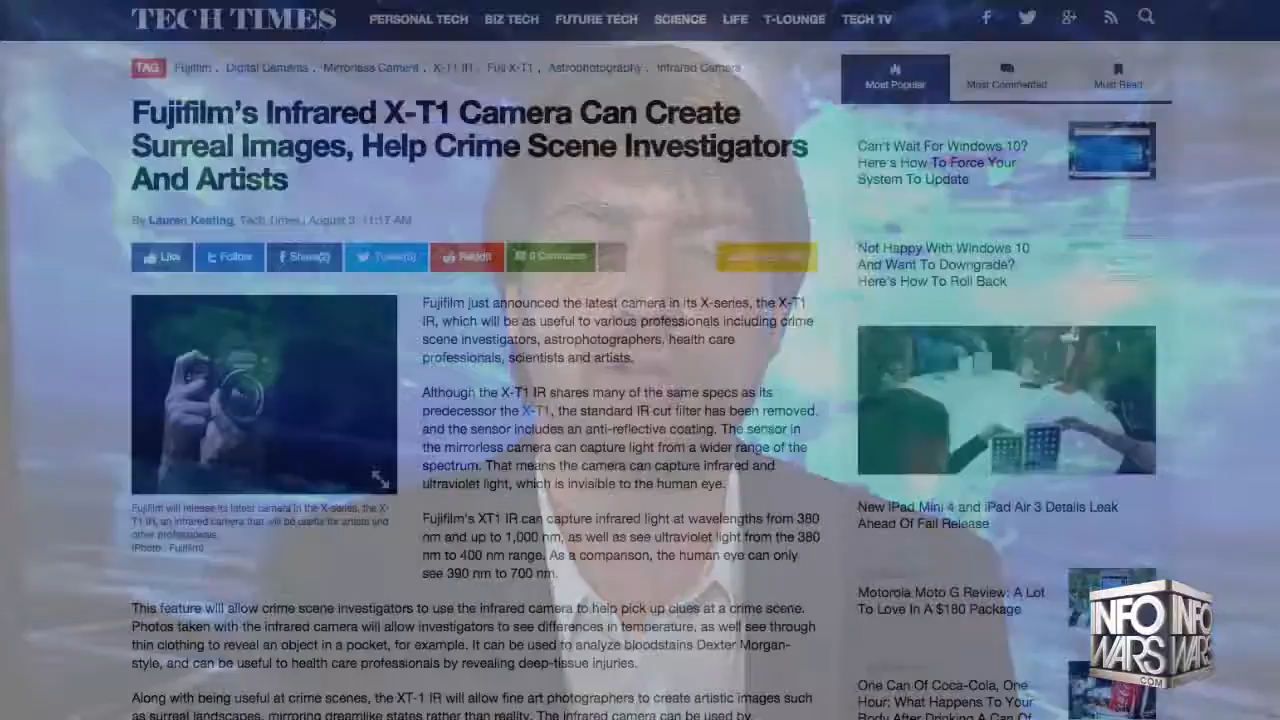 TECH TIMES
PERSONAL TECH BIZ TECH FUTURE TECH SCIENCE LIFE T-LOUNGE TECH TV
TAG Fujifilm , Digital Cameras , Mirrorless Camera , X-T1 IR , Fuji X-T1 , Astrophotography , Infrared Camera
Fujifilm's Infrared X-T1 Camera Can Create
Surreal Images, Help Crime Scene Investigators
And Artists
By Lauren Keating, Tech Times | August 3, 11:17 AM
Like Follow Share(2) Reddit 0 Comments
Fujifilm will release its latest camera in the X-series, the X-
T1 IR, an infrared camera that will be useful for artists and
other professionals.
(Photo : Fujifilm)
Fujifilm just announced the latest camera in its X-series, the X-T1
IR, which will be as useful to various professionals including crime
scene investigators, astrophotographers, health care
professionals, scientists and artists.
Although the X-T1 IR shares many of the same specs as its
predecessor the X-T1, the standard IR cut filter has been removed,
and the sensor includes an anti-reflective coating. The sensor in
the mirrorless camera can capture light from a wider range of the
spectrum. That means the camera can capture infrared and
ultraviolet light, which is invisible to the human eye.
Fujifilm's XT1 IR can capture infrared light at wavelengths from 380
nm and up to 1,000 nm, as well as see ultraviolet light from the 380
nm to 400 nm range. As a comparison, the human eye can only
see 390 nm to 700 nm.
This feature will allow crime scene investigators to use the infrared camera to help pick up clues at a crime scene.
Photos taken with the infrared camera will allow investigators to see differences in temperature, as well see through
thin clothing to reveal an object in a pocket, for example. It can be used to analyze bloodstains Dexter Morgan-
style, and can be useful to health care professionals by revealing deep-tissue injuries.
Along with being useful at crime scenes, the XT-1 IR will allow fine art photographers to create artistic images such
as surreal landscapes, mirroring dreamlike states rather than reality. The infrared camera can be used by
Most Popular Most Commented Must Read
Can't Wait For Windows 10?
Here's How To Force Your
System To Update
Not Happy With Windows 10
And Want To Downgrade?
Here's How To Roll Back
New iPad Mini 4 and iPad Air 3 Details Leak
Ahead Of Fall Release
Motorola Moto G Review: A Lot
To Love In A $180 Package
One Can Of Coca-Cola, One
Hour: What Happens To Your
Body After Drinking A Can Of
INFO
WARS
.COM
INFO
WARS